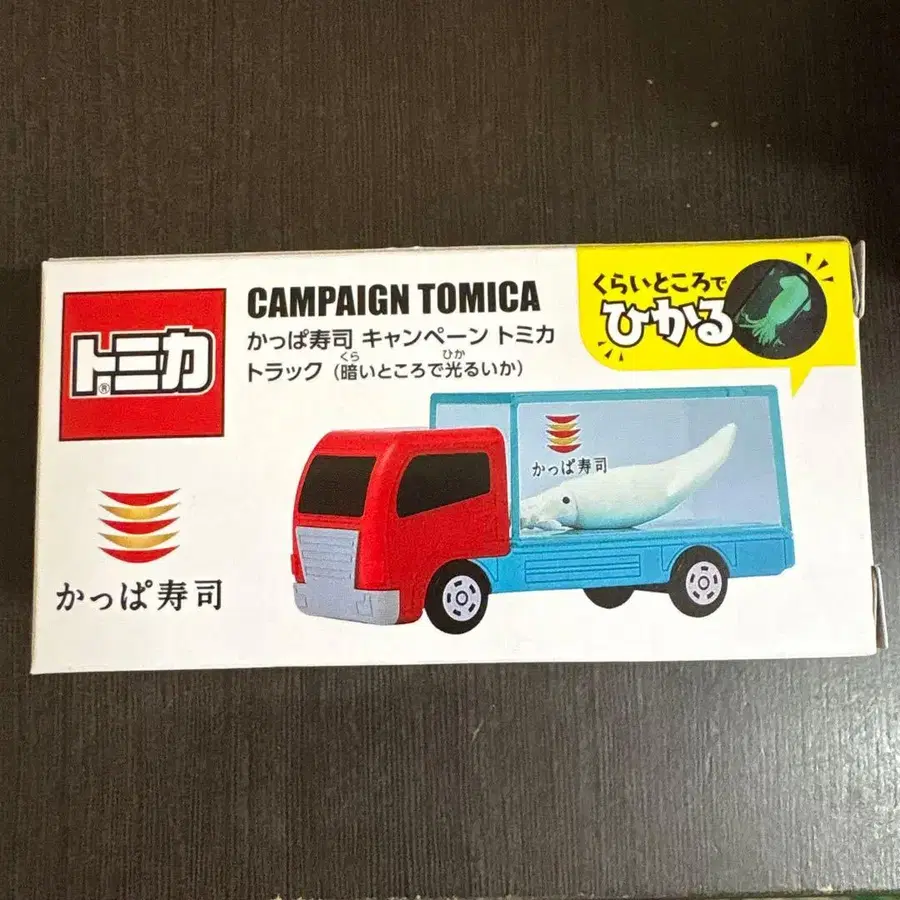 トミカ®
CAMPAIGN TOMICA
かっぱ寿司 キャンペーン トミカ
くら ひか
トラック (暗いところで光るいか)
くらいところで
ひかる
かっぱ寿司
かっぱ寿司